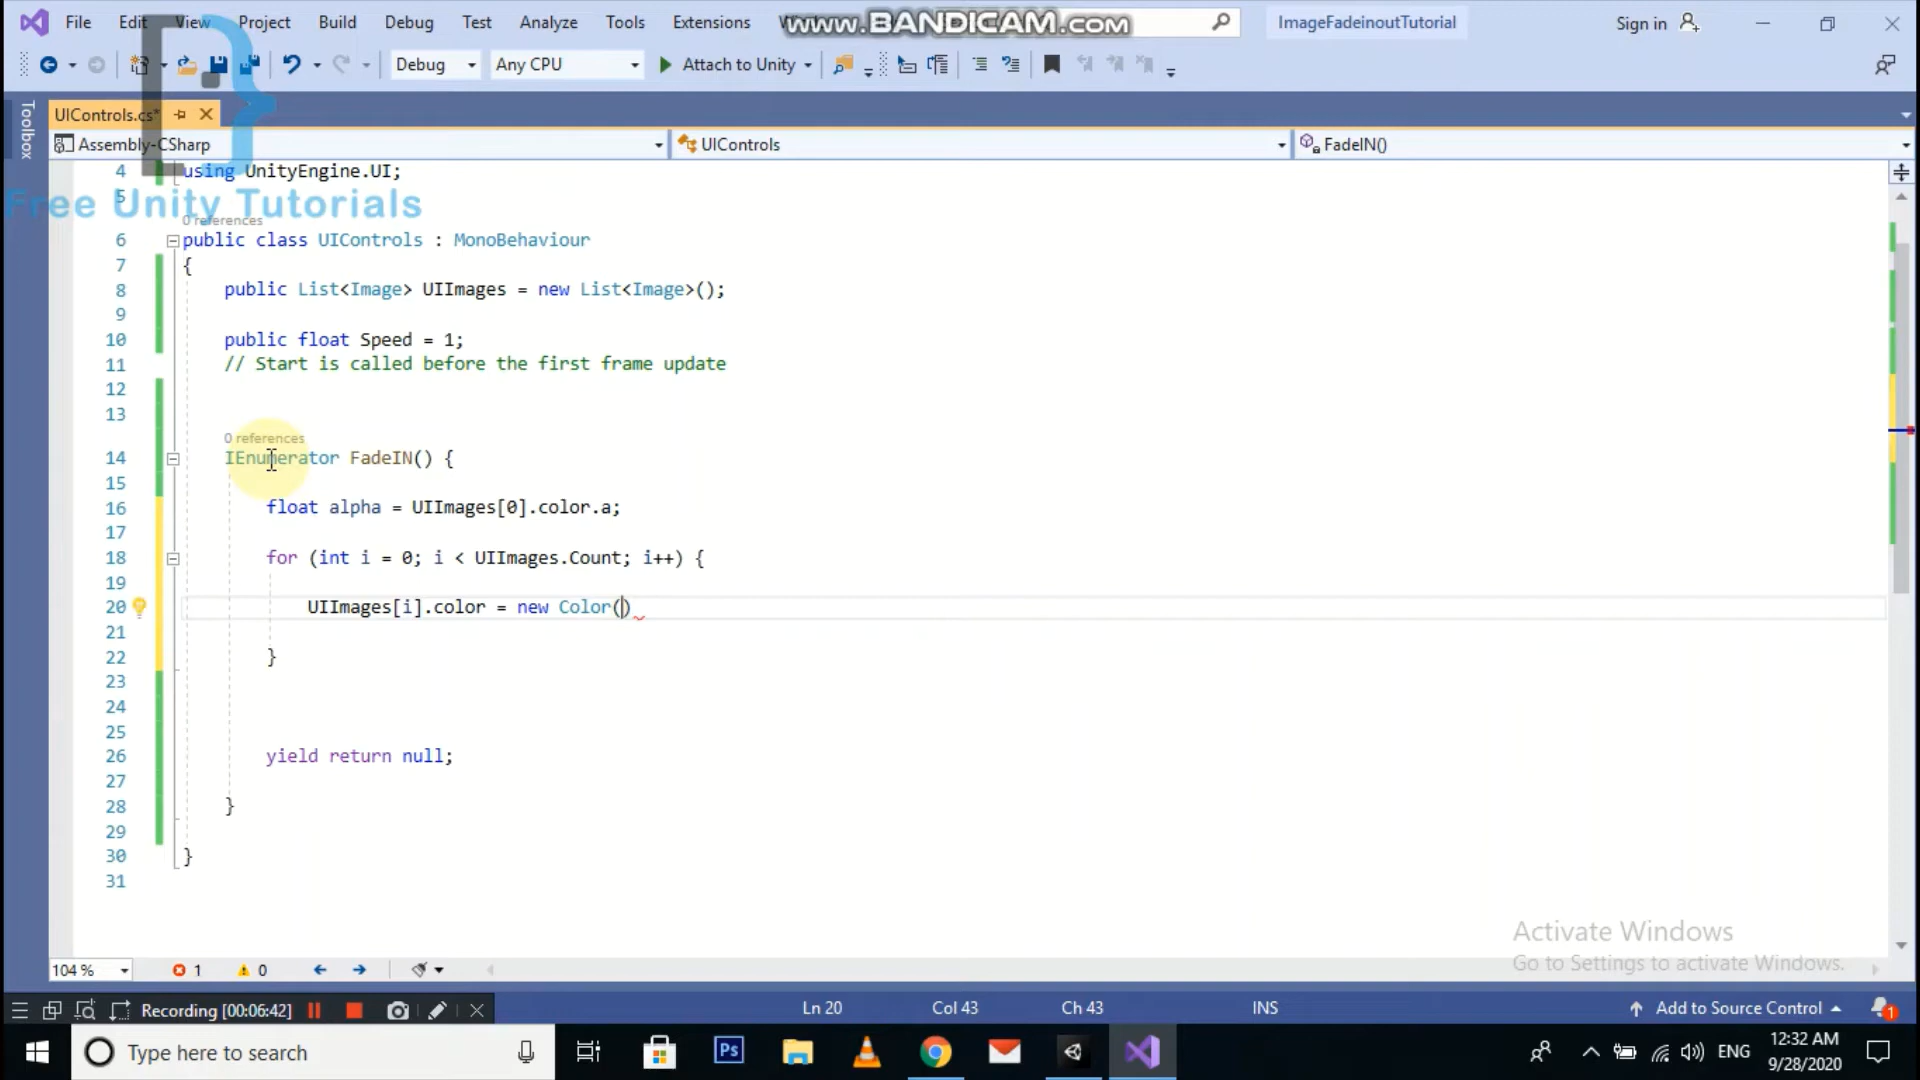 File Edit View Project Build Debug Test Analyze Tools Extensions
www.BANDICAM.com
ImageFadeinoutTutorial
Sign in
Debug
Any CPU
Attach to Unity
Toolbox
UIControls.cs*
Assembly-CSharp
UIControls
FadeIN()
Free Unity Tutorials
4 using UnityEngine.UI;
5
0 references
6 public class UIControls : MonoBehaviour
7 {
8 public List<Image> UIImages = new List<Image>();
9
10 public float Speed = 1;
11 // Start is called before the first frame update
12
13
0 references
14 IEnumerator FadeIN() {
15
16 float alpha = UIImages[0].color.a;
17
18 for (int i = 0; i < UIImages.Count; i++) {
19
20 UIImages[i].color = new Color()
21
22 }
23
24
25
26 yield return null;
27
28 }
29
30 }
31
Activate Windows
Go to Settings to activate Windows.
104 %
1
0
Recording [00:06:42]
Ln 20
Col 43
Ch 43
INS
Add to Source Control
1
Type here to search
Ps
ENG
12:32 AM
9/28/2020